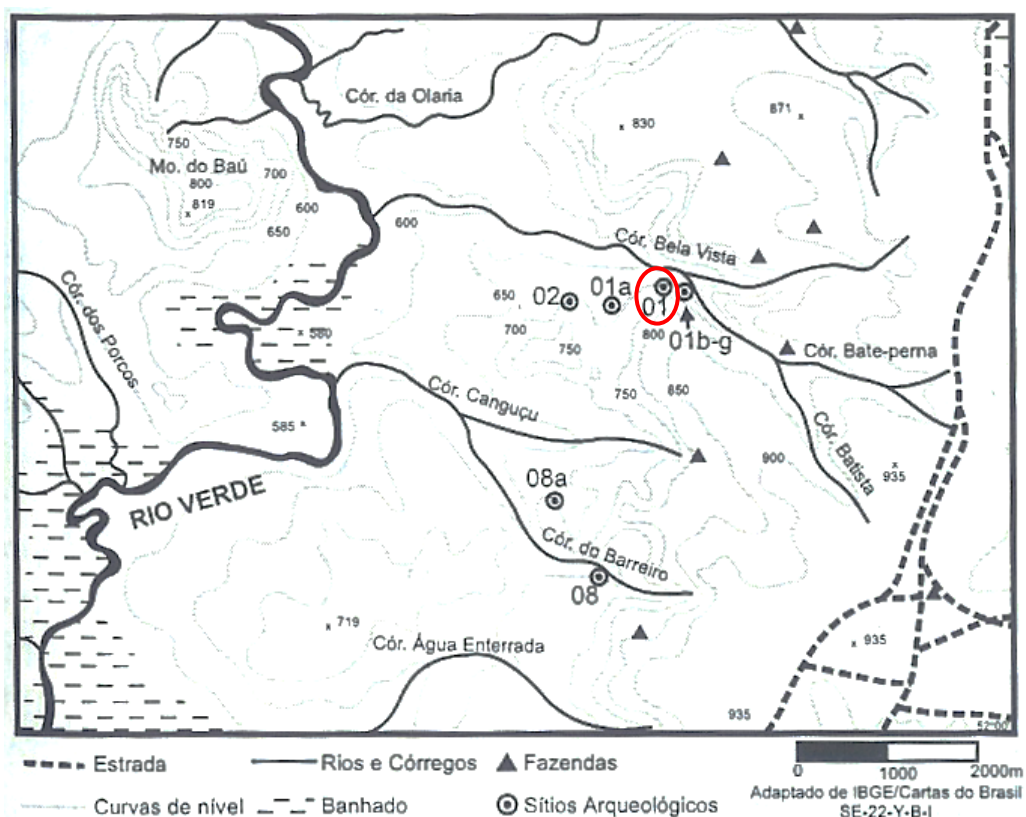 Cór. da Olaria
871
830
750
Mo. do Baú
700
800
819
600
650
600
Cór. Bela Vista
Cór. dos Porcos
650
02
01a
01
580
700
800
01b-g
750
Cór. Bate-perna
Cór. Canguçu
750
850
585
Cór. Batista
900
935
08a
RIO VERDE
Cór. do Barreiro
08
719
Cór. Água Enterrada
935
935
52°00'
Estrada
Rios e Córregos
Fazendas
0 1000 2000m
Curvas de nível
Banhado
Sítios Arqueológicos
Adaptado de IBGE/Cartas do Brasil
SE-22-Y-B-I